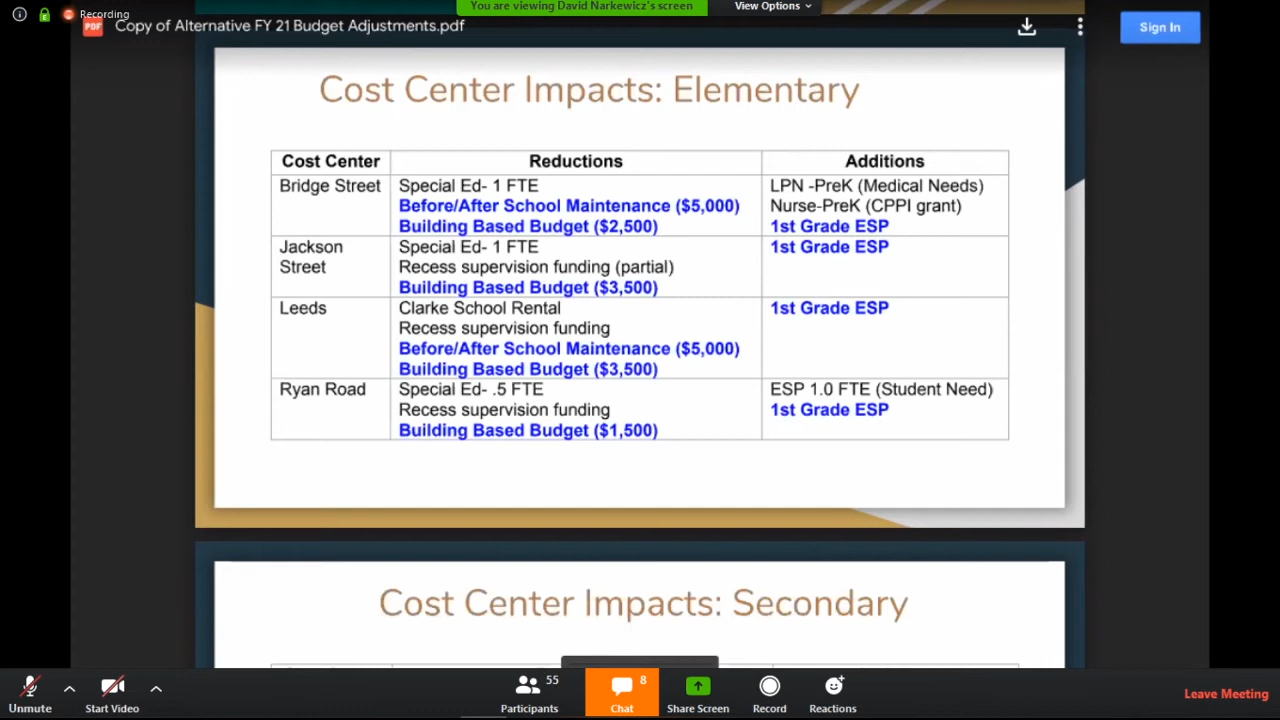 Recording
You are viewing David Narkewicz's screen
View Options
PDF
Copy of Alternative FY 21 Budget Adjustments.pdf
Sign In
Cost Center Impacts: Elementary
Cost Center Reductions Additions
Bridge Street Special Ed- 1 FTE LPN -PreK (Medical Needs)
Before/After School Maintenance ($5,000) Nurse-PreK (CPPI grant)
Building Based Budget ($2,500) 1st Grade ESP
Jackson Special Ed- 1 FTE 1st Grade ESP
Street Recess supervision funding (partial)
Building Based Budget ($3,500)
Leeds Clarke School Rental 1st Grade ESP
Recess supervision funding
Before/After School Maintenance ($5,000)
Building Based Budget ($3,500)
Ryan Road Special Ed- .5 FTE ESP 1.0 FTE (Student Need)
Recess supervision funding 1st Grade ESP
Building Based Budget ($1,500)
Cost Center Impacts: Secondary
55 8
Unmute Start Video Participants Chat Share Screen Record Reactions Leave Meeting